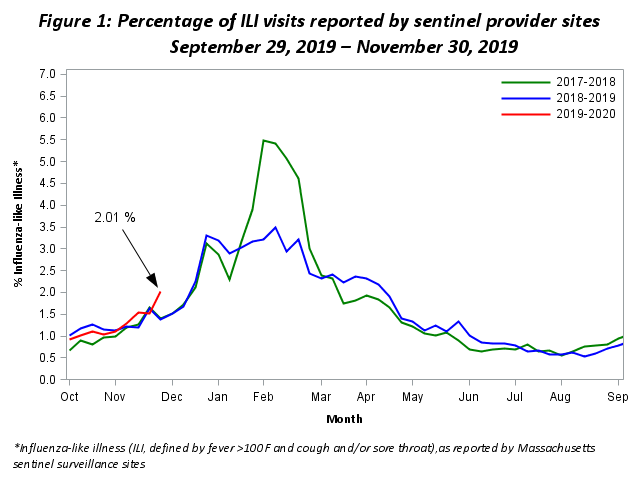 Figure 1: Percentage of ILI visits reported by sentinel provider sites
September 29, 2019 – November 30, 2019
7.0
6.5
6.0
5.5
5.0
4.5
4.0
3.5
3.0
2.5
2.0
1.5
1.0
0.5
0.0
% Influenza-like Illness*
2017-2018
2018-2019
2019-2020
2.01 %
Oct Nov Dec Jan Feb Mar Apr May Jun Jul Aug Sep
Month
*Influenza-like illness (ILI, defined by fever >100F and cough and/or sore throat),as reported by Massachusetts
sentinel surveillance sites